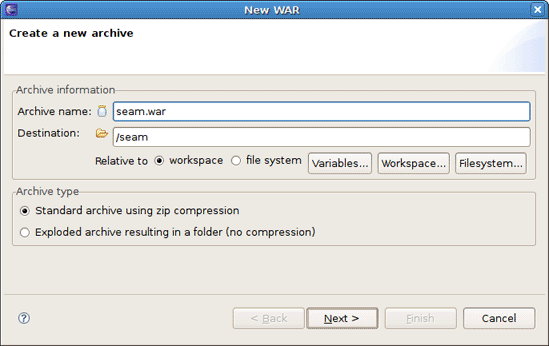 New WAR
Create a new archive
Archive information
Archive name: seam.war
Destination: /seam
Relative to workspace file system Variables... Workspace... Filesystem...
Archive type
Standard archive using zip compression
Exploded archive resulting in a folder (no compression)
? < Back Next > Finish Cancel